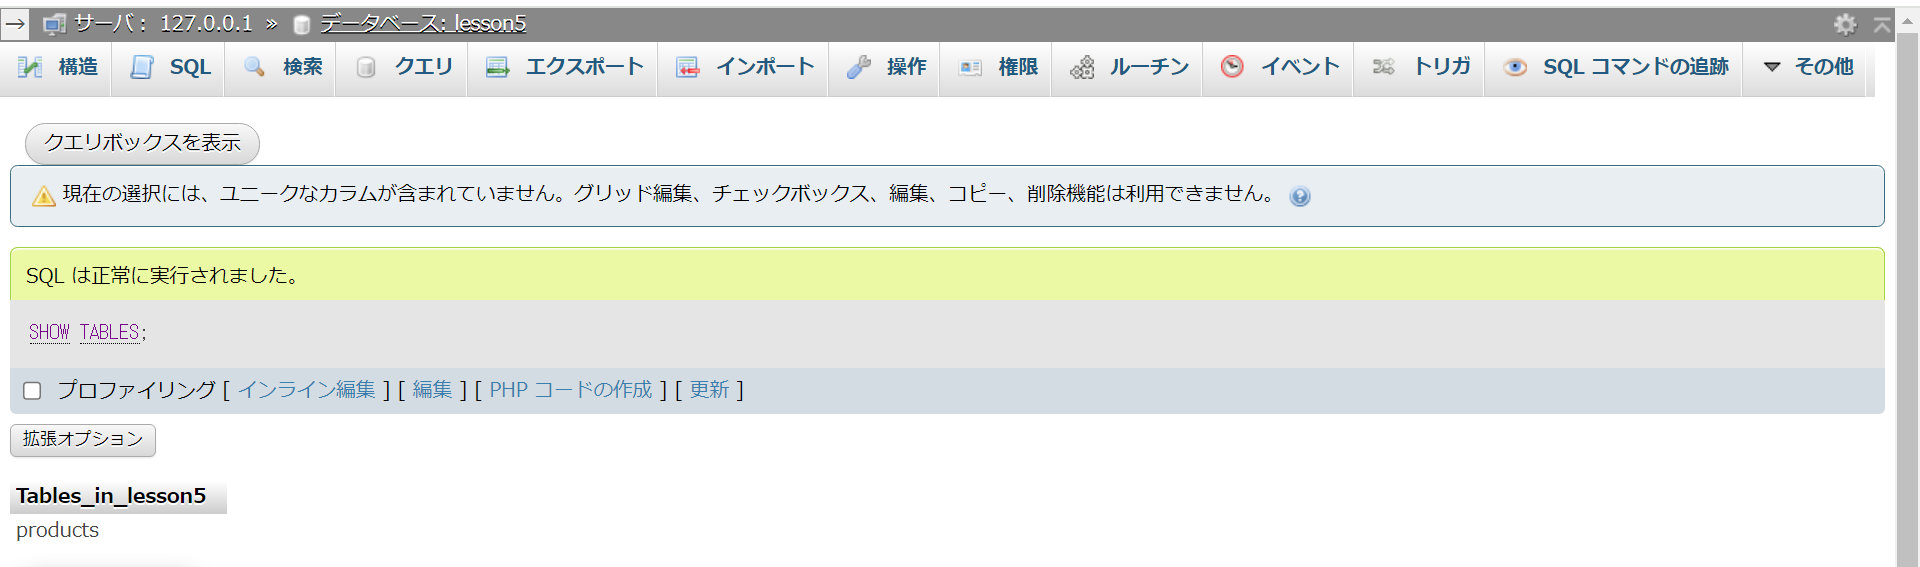 サーバ: 127.0.0.1 » データベース: lesson5
構造 SQL 検索 クエリ エクスポート インポート 操作 権限 ルーチン イベント トリガ SQL コマンドの追跡 その他
クエリボックスを表示
現在の選択には、ユニークなカラムが含まれていません。グリッド編集、チェックボックス、編集、コピー、削除機能は利用できません。
SQL は正常に実行されました。
SHOW TABLES;
プロファイリング [ インライン編集 ] [ 編集 ] [ PHP コードの作成 ] [ 更新 ]
拡張オプション
Tables_in_lesson5
products